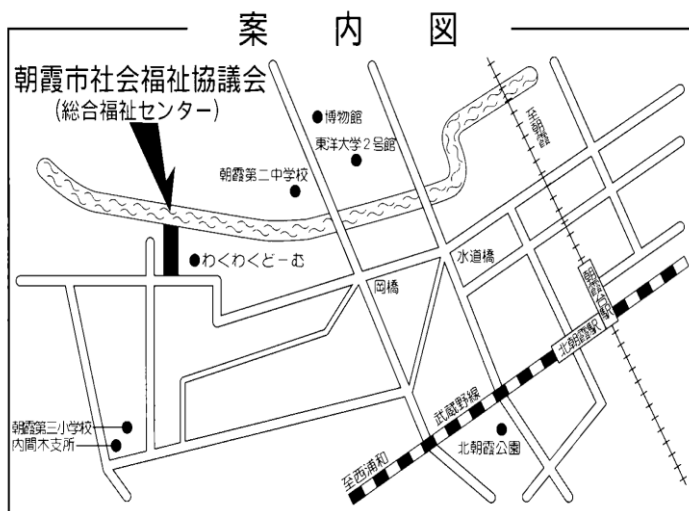 案内図
朝霞市社会福祉協議会
(総合福祉センター)
博物館
東洋大学2号館
朝霞第二中学校
至朝霞
わくわくどーむ
水道橋
岡橋
朝霞台駅
北朝霞駅
武蔵野線
朝霞第三小学校
内間木支所
北朝霞公園
至西浦和